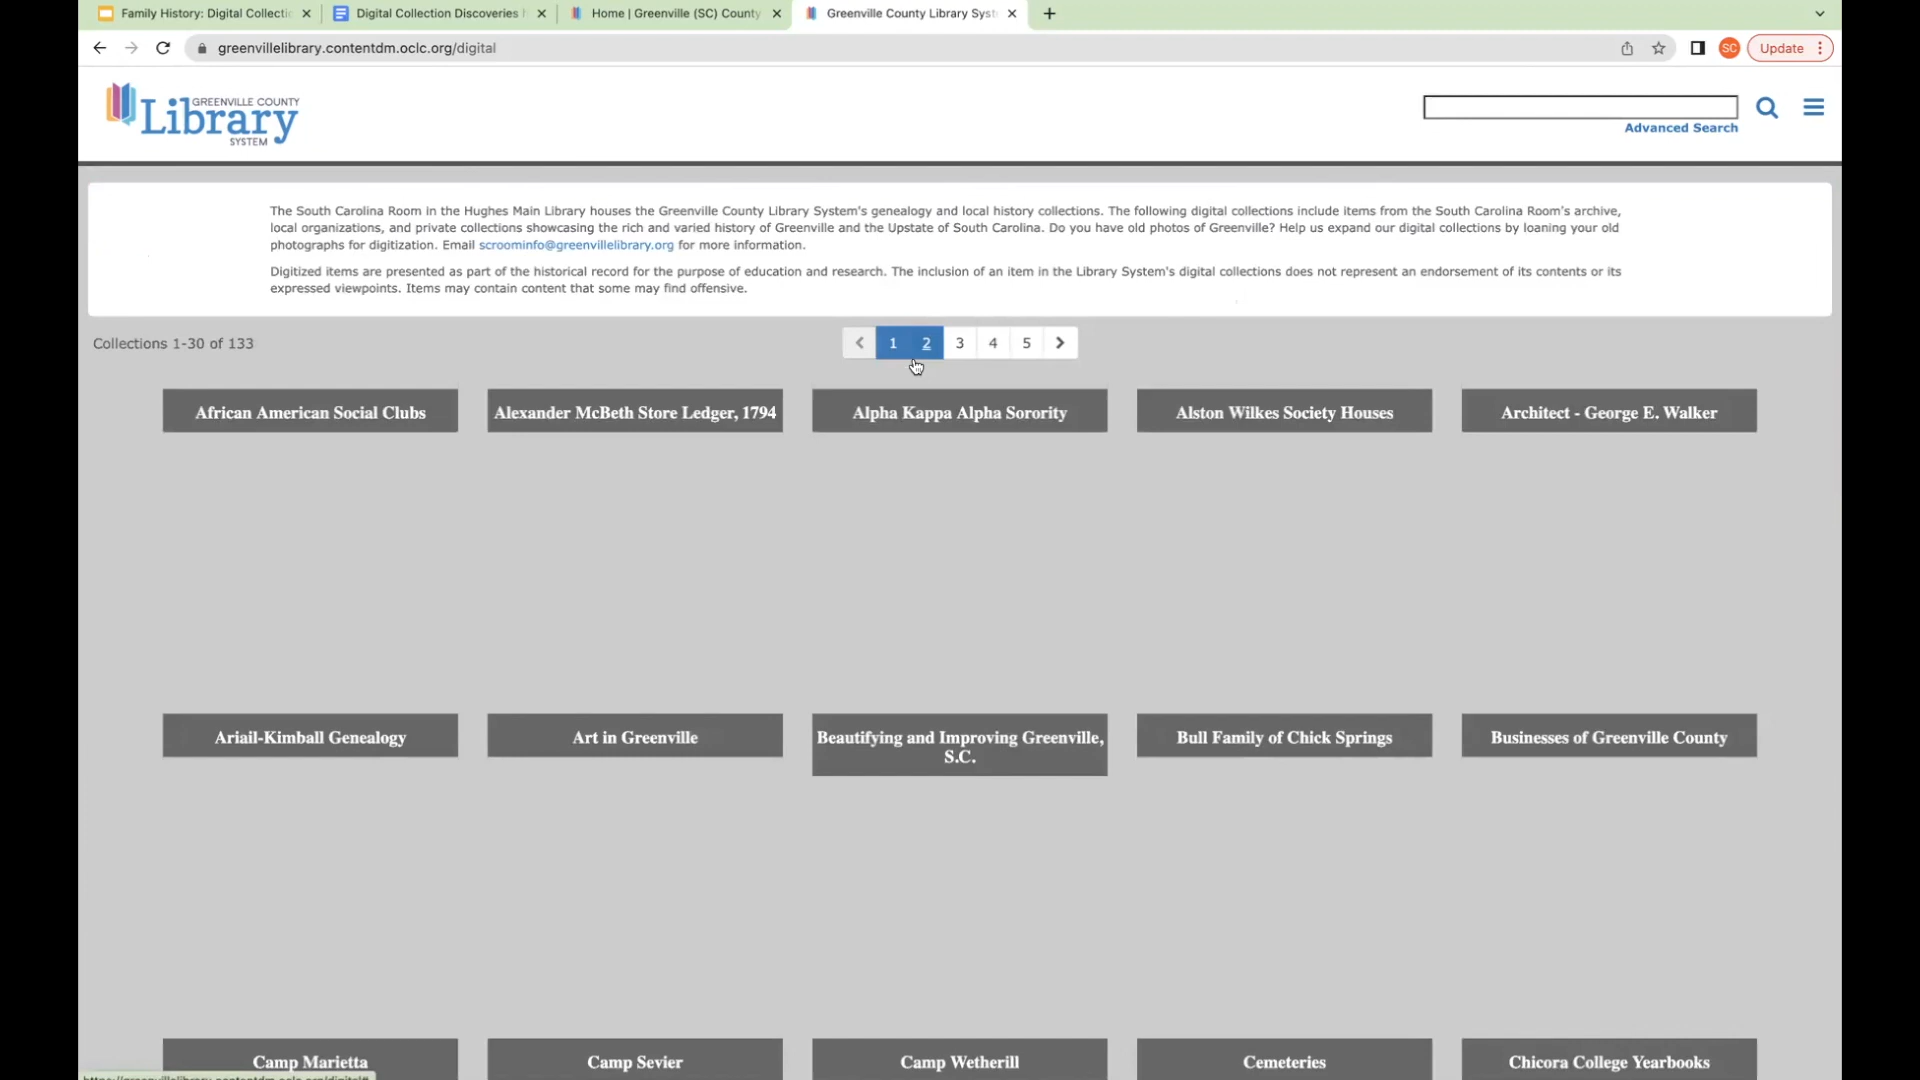 Family History: Digital Collecti
Digital Collection Discoveries
Home | Greenville (SC) County
Greenville County Library Syst
greenvillelibrary.contentdm.oclc.org/digital
SC
Update
GREENVILLE COUNTY
Library
SYSTEM
Advanced Search
The South Carolina Room in the Hughes Main Library houses the Greenville County Library System's genealogy and local history collections. The following digital collections include items from the South Carolina Room's archive,
local organizations, and private collections showcasing the rich and varied history of Greenville and the Upstate of South Carolina. Do you have old photos of Greenville? Help us expand our digital collections by loaning your old
photographs for digitization. Email scroominfo@greenvillelibrary.org for more information.
Digitized items are presented as part of the historical record for the purpose of education and research. The inclusion of an item in the Library System's digital collections does not represent an endorsement of its contents or its
expressed viewpoints. Items may contain content that some may find offensive.
Collections 1-30 of 133
1 2 3 4 5
African American Social Clubs
Alexander McBeth Store Ledger, 1794
Alpha Kappa Alpha Sorority
Alston Wilkes Society Houses
Architect - George E. Walker
Ariail-Kimball Genealogy
Art in Greenville
Beautifying and Improving Greenville,
S.C.
Bull Family of Chick Springs
Businesses of Greenville County
Camp Marietta
Camp Sevier
Camp Wetherill
Cemeteries
Chicora College Yearbooks